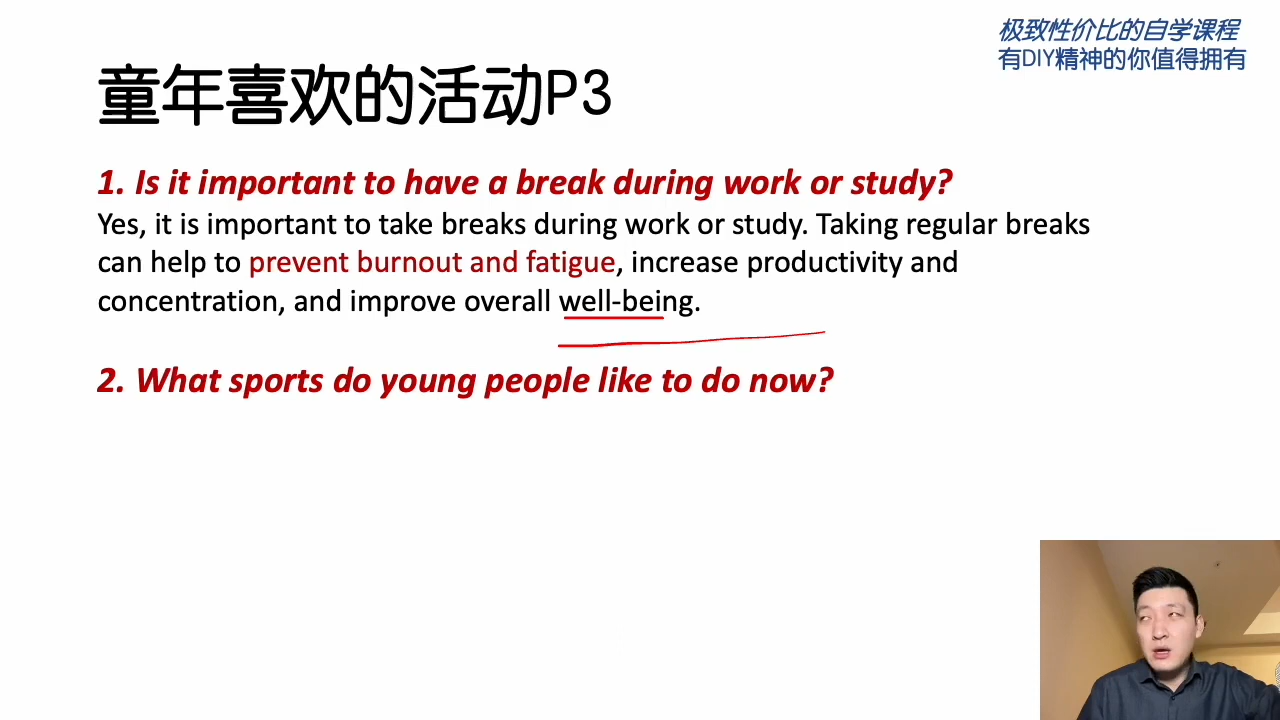 极致性价比的自学课程
有DIY精神的你值得拥有
童年喜欢的活动P3
1. Is it important to have a break during work or study?
Yes, it is important to take breaks during work or study. Taking regular breaks
can help to prevent burnout and fatigue, increase productivity and
concentration, and improve overall well-being.
2. What sports do young people like to do now?